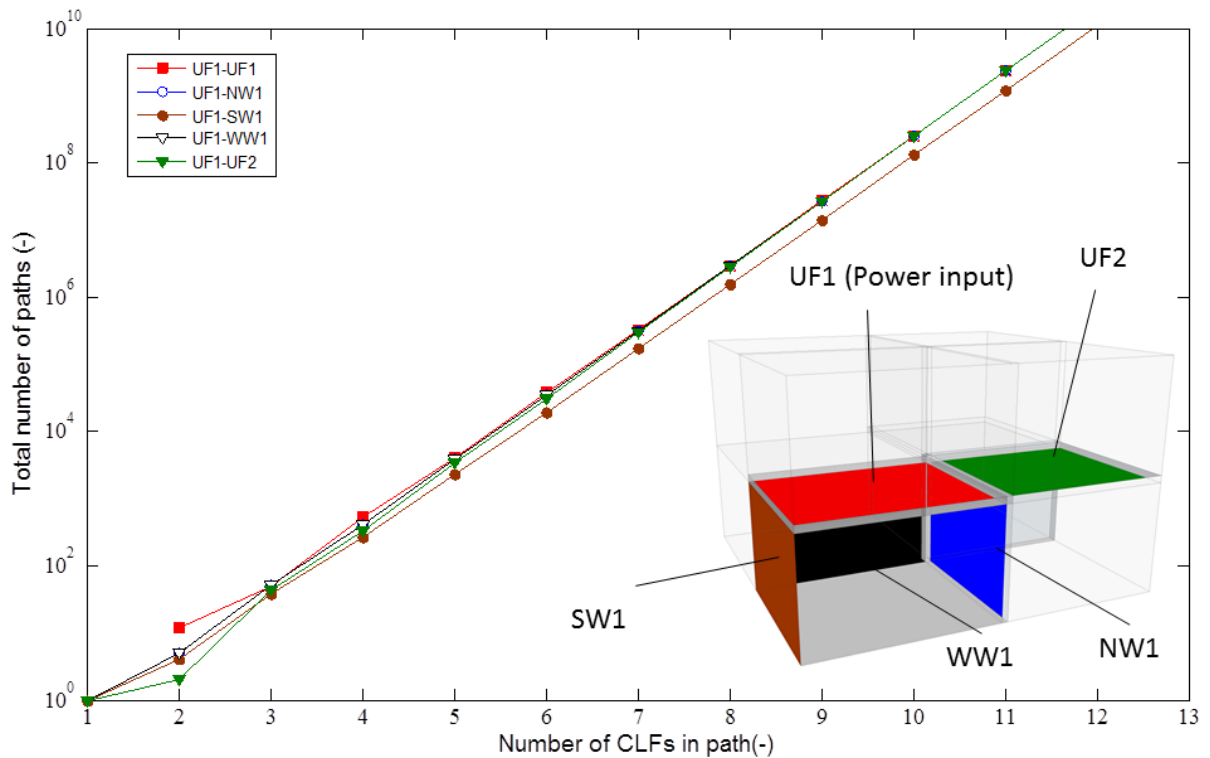 10^10
10^8
10^6
10^4
10^2
10^0
Total number of paths (-)
UF1-UF1
UF1-NW1
UF1-SW1
UF1-WW1
UF1-UF2
UF1 (Power input)
UF2
SW1
WW1
NW1
1 2 3 4 5 6 7 8 9 10 11 12 13
Number of CLFs in path(-)